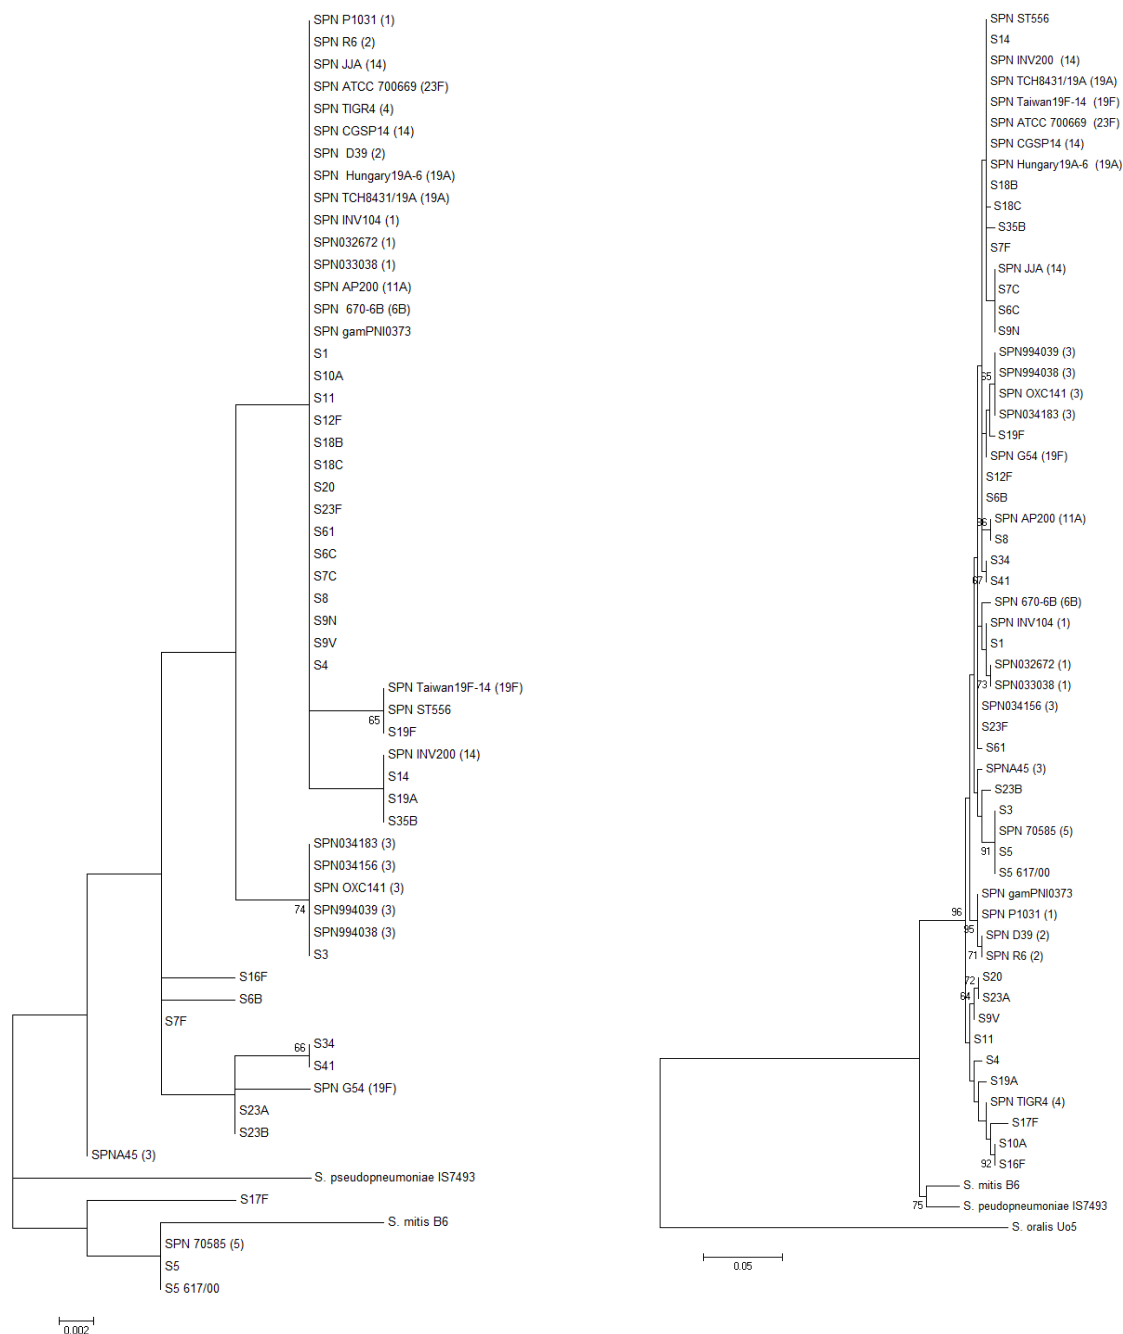 SPN P1031 (1)
SPN R6 (2)
SPN JJA (14)
SPN ATCC 700669 (23F)
SPN TIGR4 (4)
SPN CGSP14 (14)
SPN D39 (2)
SPN Hungary19A-6 (19A)
SPN TCH8431/19A (19A)
SPN INV104 (1)
SPN032672 (1)
SPN033038 (1)
SPN AP200 (11A)
SPN 670-6B (6B)
SPN gamPNI0373
S1
S10A
S11
S12F
S18B
S18C
S20
S23F
S61
S6C
S7C
S8
S9N
S9V
S4
SPN Taiwan19F-14 (19F)
SPN ST556
65
S19F
SPN INV200 (14)
S14
S19A
S35B
SPN034183 (3)
SPN034156 (3)
SPN OXC141 (3)
74
SPN994039 (3)
SPN994038 (3)
S3
S16F
S6B
S7F
66
S34
S41
SPN G54 (19F)
S23A
S23B
SPNA45 (3)
S. pseudopneumoniae IS7493
S17F
S. mitis B6
SPN 70585 (5)
S5
S5 617/00
0.002
SPN ST556
S14
SPN INV200 (14)
SPN TCH8431/19A (19A)
SPN Taiwan19F-14 (19F)
SPN ATCC 700669 (23F)
SPN CGSP14 (14)
SPN Hungary19A-6 (19A)
S18B
S18C
S35B
S7F
SPN JJA (14)
S7C
S6C
S9N
SPN994039 (3)
65
SPN994038 (3)
SPN OXC141 (3)
SPN034183 (3)
S19F
SPN G54 (19F)
S12F
S6B
SPN AP200 (11A)
S8
S34
67
S41
SPN 670-6B (6B)
SPN INV104 (1)
S1
SPN032672 (1)
73
SPN033038 (1)
SPN034156 (3)
S23F
S61
SPNA45 (3)
S23B
S3
SPN 70585 (5)
91
S5
S5 617/00
SPN gamPNI0373
96
SPN P1031 (1)
95
SPN D39 (2)
71
SPN R6 (2)
72
S20
64
S23A
S9V
S11
S4
S19A
SPN TIGR4 (4)
S17F
S10A
92
S16F
S. mitis B6
75
S. peudopneumoniae IS7493
S. oralis Uo5
0.05